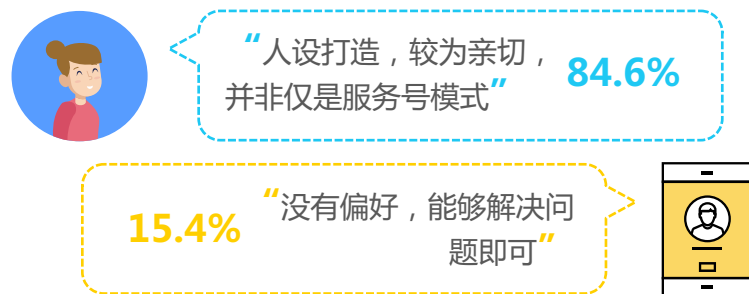 “人设打造，较为亲切，
并非仅是服务号模式”
84.6%
15.4%
“没有偏好，能够解决问
题即可”